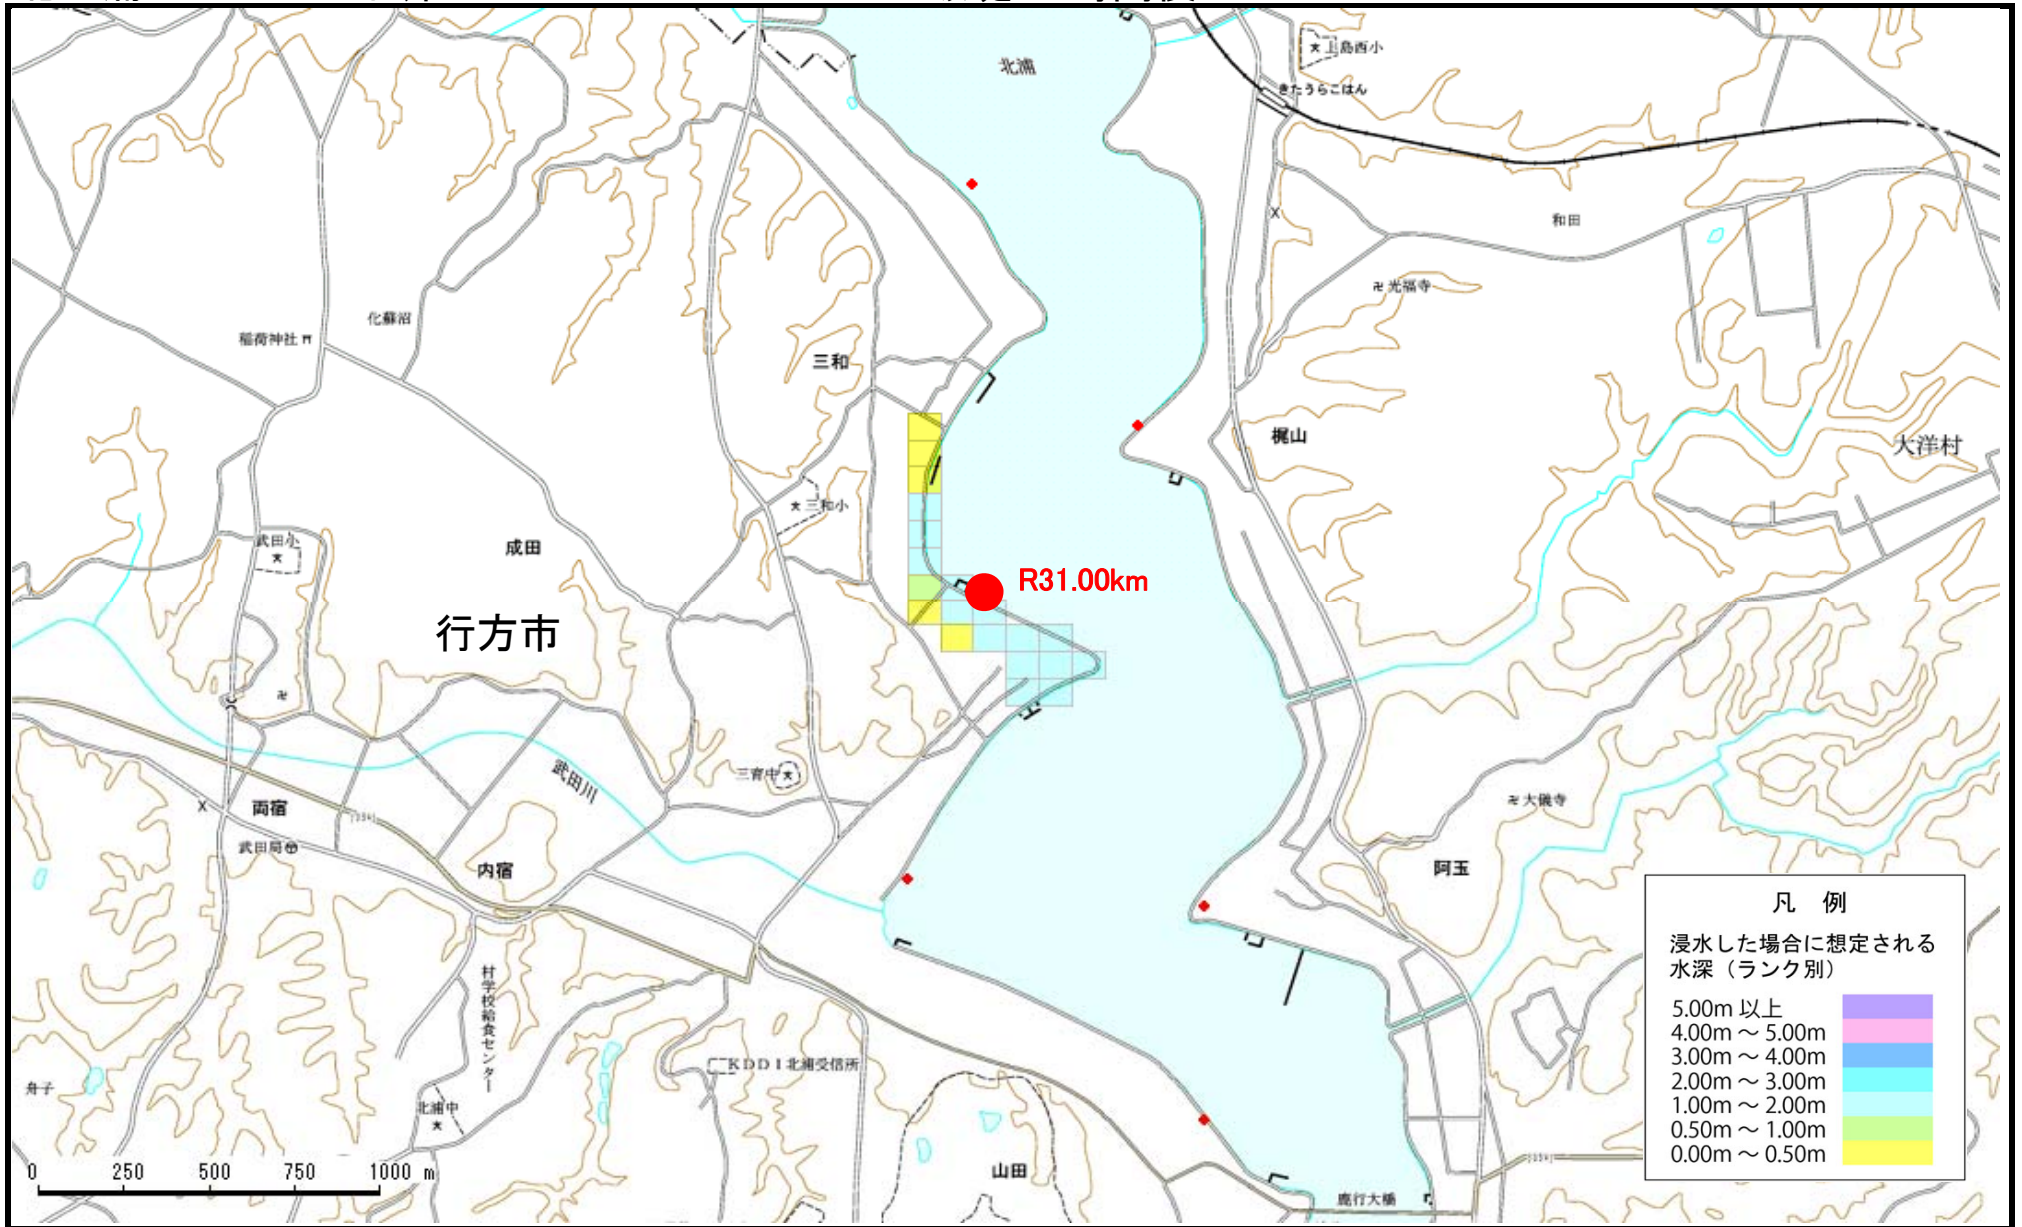 北浦
上島西小
きたうらこはん
和田
光福寺
化蘇沼
稲荷神社
三和
梶山
大洋村
三和小
武田小
成田
R31.00km
行方市
三育中
武田川
大儀寺
両宿
武田局
内宿
阿玉
凡 例
浸水した場合に想定される
水深（ランク別）
5.00m 以上
4.00m ～ 5.00m
3.00m ～ 4.00m
2.00m ～ 3.00m
1.00m ～ 2.00m
0.50m ～ 1.00m
0.00m ～ 0.50m
村学校給食センター
KDDI北浦受信所
舟子
北浦中
山田
鹿行大橋
0 250 500 750 1000 m